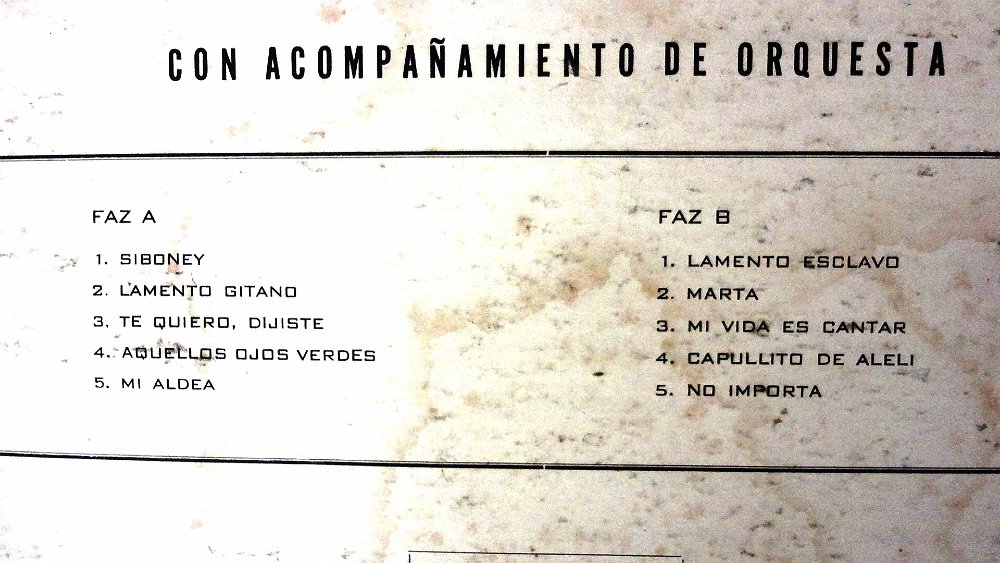 CON ACOMPAÑAMIENTO DE ORQUESTA
FAZ A
1. SIBONEY
2. LAMENTO GITANO
3. TE QUIERO, DIJISTE
4. AQUELLOS OJOS VERDES
5. MI ALDEA
FAZ B
1. LAMENTO ESCLAVO
2. MARTA
3. MI VIDA ES CANTAR
4. CAPULLITO DE ALELI
5. NO IMPORTA